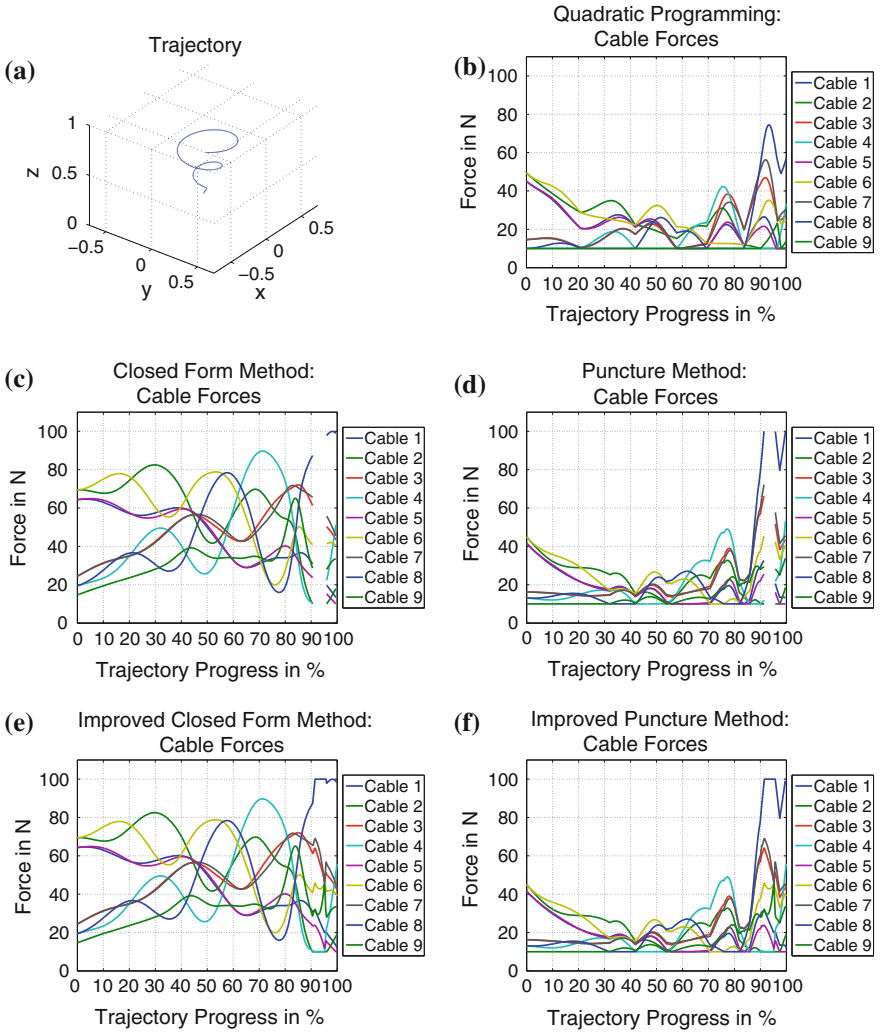 (a)
Trajectory
1
0.5
0
z
−0.5
0
0.5
y
−0.5
0
0.5
x
(b)
Quadratic Programming:
Cable Forces
100
80
60
40
20
0
Force in N
0 10 20 30 40 50 60 70 80 90 100
Trajectory Progress in %
Cable 1
Cable 2
Cable 3
Cable 4
Cable 5
Cable 6
Cable 7
Cable 8
Cable 9
(c)
Closed Form Method:
Cable Forces
100
80
60
40
20
0
Force in N
0 10 20 30 40 50 60 70 80 90 100
Trajectory Progress in %
Cable 1
Cable 2
Cable 3
Cable 4
Cable 5
Cable 6
Cable 7
Cable 8
Cable 9
(d)
Puncture Method:
Cable Forces
100
80
60
40
20
0
Force in N
0 10 20 30 40 50 60 70 80 90 100
Trajectory Progress in %
Cable 1
Cable 2
Cable 3
Cable 4
Cable 5
Cable 6
Cable 7
Cable 8
Cable 9
(e)
Improved Closed Form Method:
Cable Forces
100
80
60
40
20
0
Force in N
0 10 20 30 40 50 60 70 80 90 100
Trajectory Progress in %
Cable 1
Cable 2
Cable 3
Cable 4
Cable 5
Cable 6
Cable 7
Cable 8
Cable 9
(f)
Improved Puncture Method:
Cable Forces
100
80
60
40
20
0
Force in N
0 10 20 30 40 50 60 70 80 90 100
Trajectory Progress in %
Cable 1
Cable 2
Cable 3
Cable 4
Cable 5
Cable 6
Cable 7
Cable 8
Cable 9